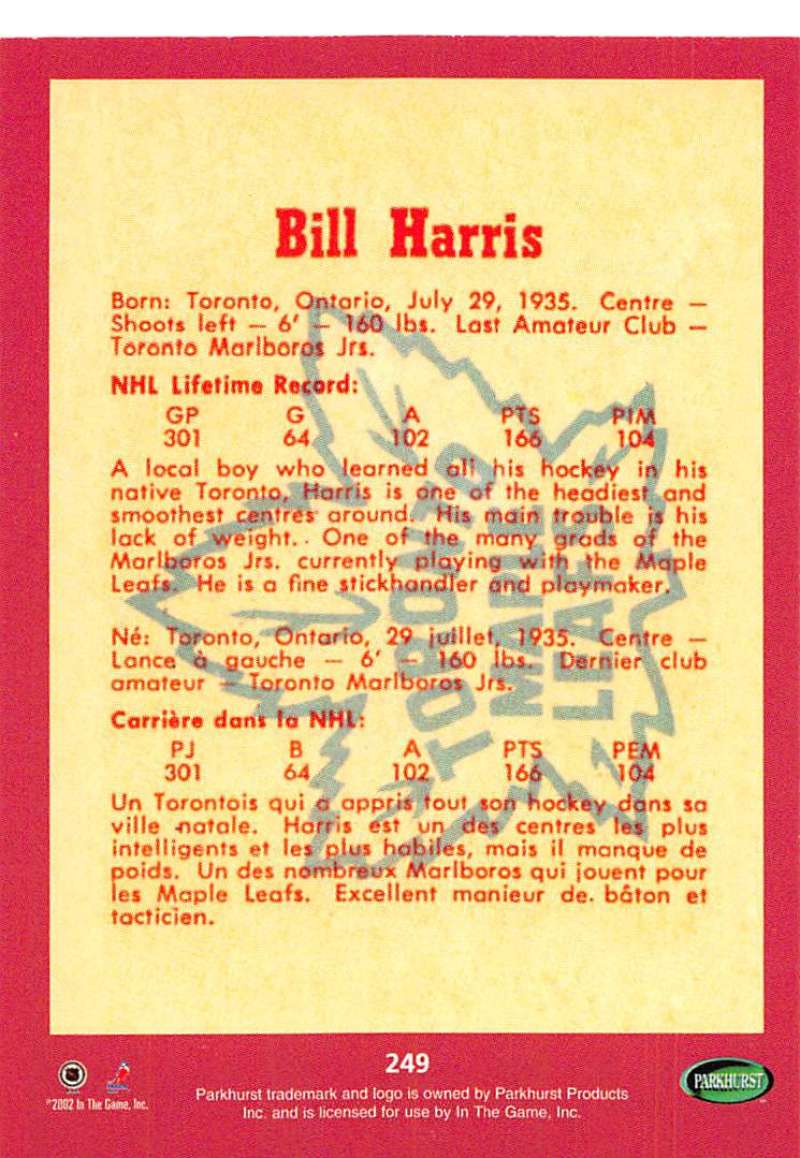 Bill Harris
Born: Toronto, Ontario, July 29, 1935. Centre —
Shoots left — 6' — 160 lbs. Last Amateur Club —
Toronto Marlboros Jrs.
NHL Lifetime Record:
GP G A PTS PIM
301 64 102 166 104
A local boy who learned all his hockey in his
native Toronto, Harris is one of the headiest and
smoothest centres around. His main trouble is his
lack of weight. One of the many grads of the
Marlboros Jrs. currently playing with the Maple
Leafs. He is a fine stickhandler and playmaker.
Né: Toronto, Ontario, 29 juillet, 1935. Centre —
Lance à gauche — 6' — 160 lbs. Dernier club
amateur — Toronto Marlboros Jrs.
Carrière dans la NHL:
PJ B A PTS PEM
301 64 102 166 104
Un Torontois qui a appris tout son hockey dans sa
ville natale. Harris est un des centres les plus
intelligents et les plus habiles, mais il manque de
poids. Un des nombreux Marlboros qui jouent pour
les Maple Leafs. Excellent manieur de bâton et
tacticien.
TORONTO
MAPLE
LEAFS
249
©2002 In The Game, Inc.
Parkhurst trademark and logo is owned by Parkhurst Products
Inc. and is licensed for use by In The Game, Inc.
PARKHURST